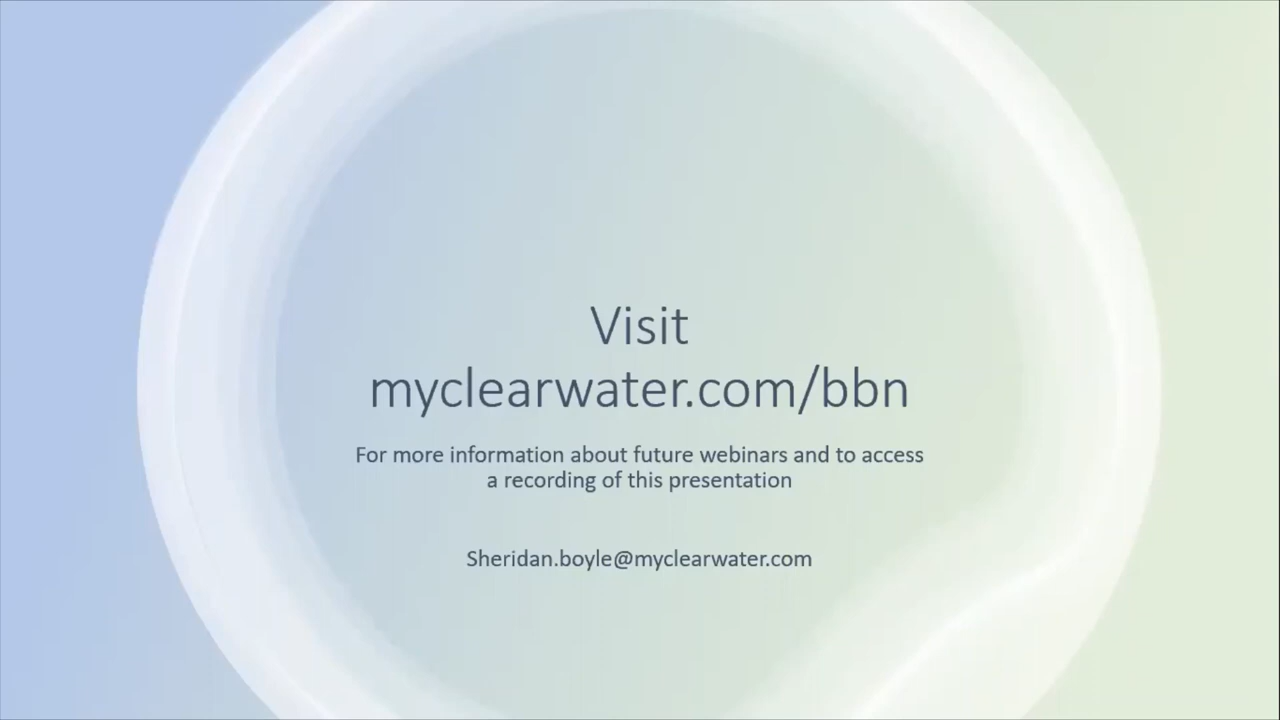 Visit
myclearwater.com/bbn
For more information about future webinars and to access
a recording of this presentation
Sheridan.boyle@myclearwater.com